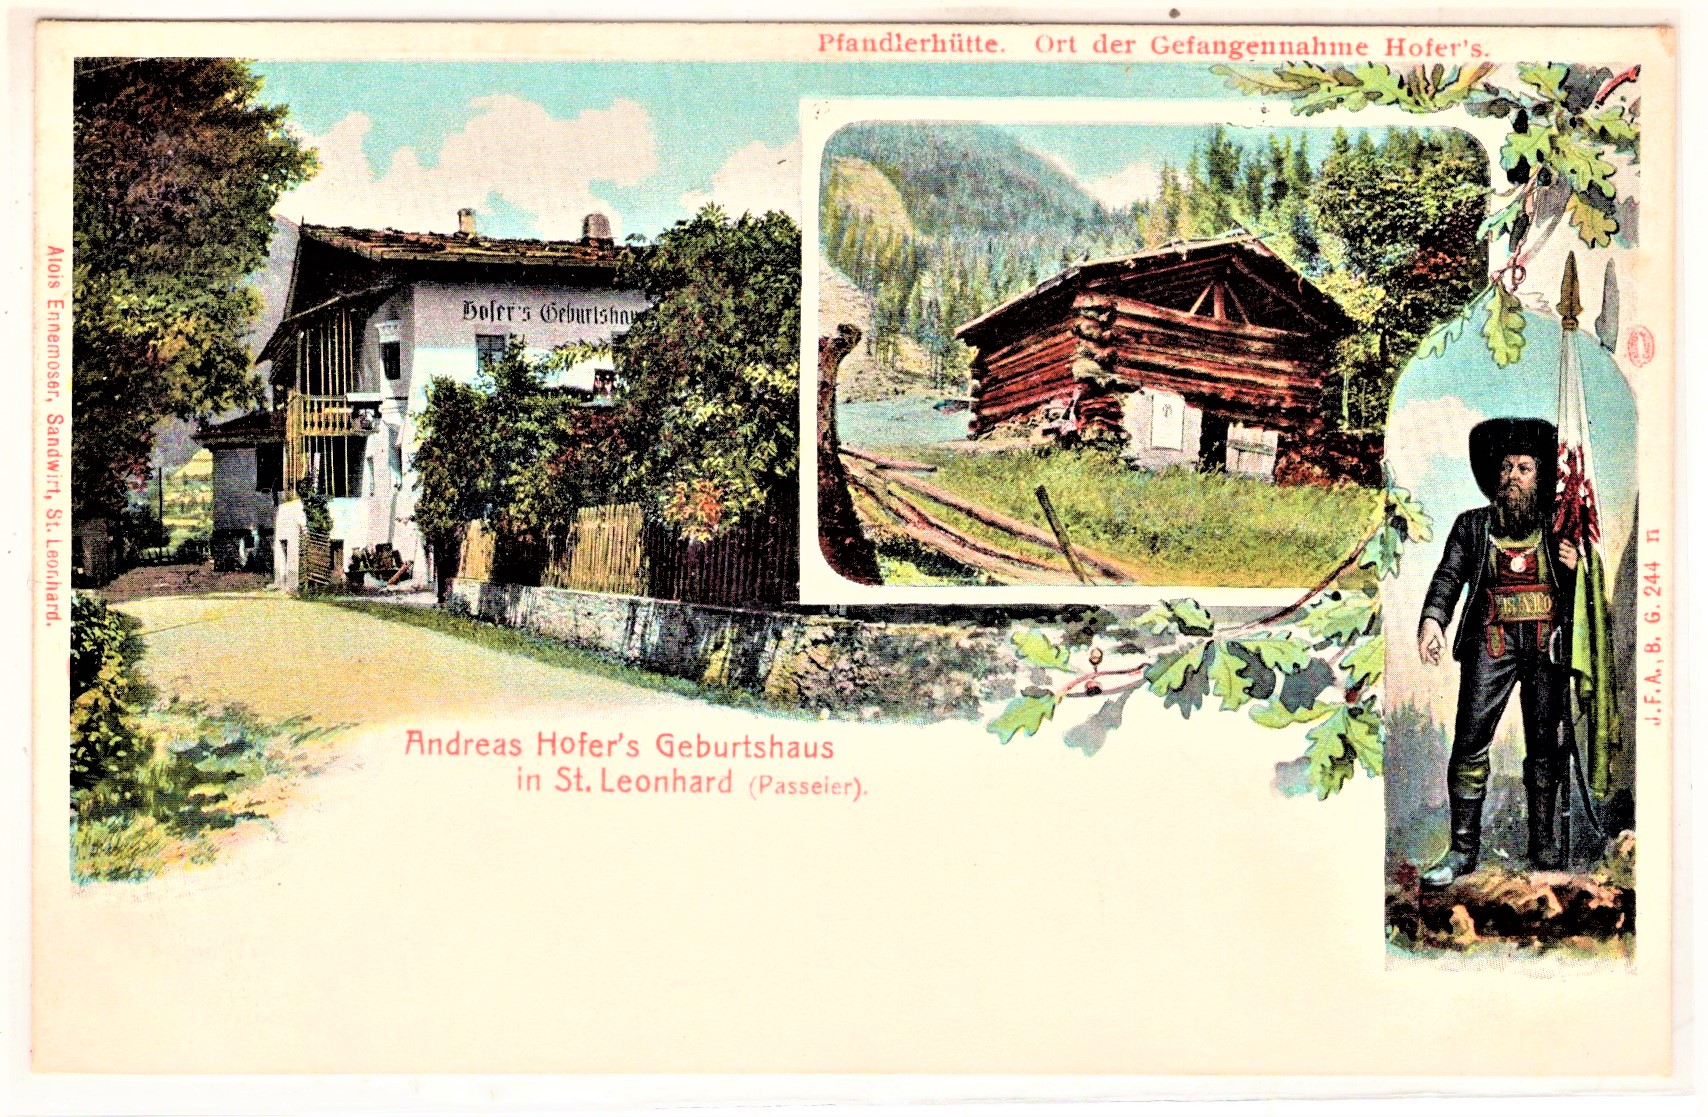 Pfandlerhütte. Ort der Gefangennahme Hofer's.
Hofer's Geburtshau
Alois Ennemoser, Sandwirt, St. Leonhard.
Andreas Hofer's Geburtshaus
in St. Leonhard (Passeier).
J. F. A., B. G. 244 n